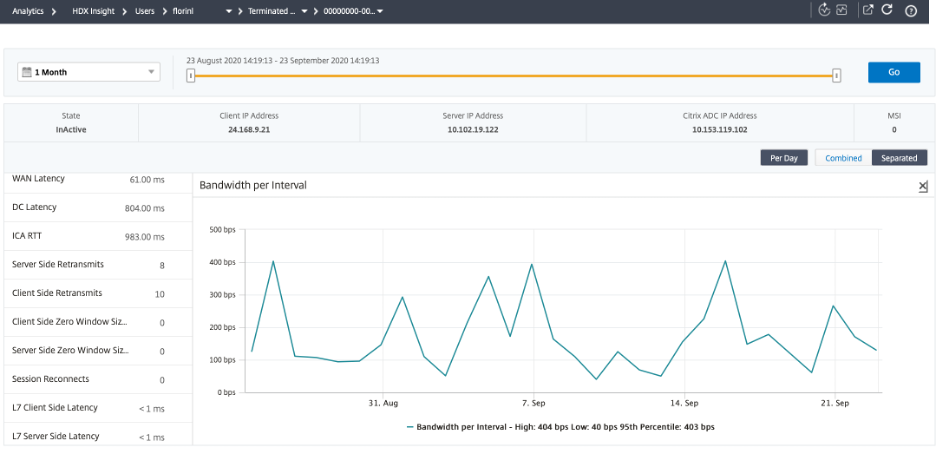 Analytics > HDX Insight > Users > florinl > Terminated ... > 00000000-00...
1 Month
23 August 2020 14:19:13 - 23 September 2020 14:19:13
Go
State
InActive
Client IP Address
24.168.9.21
Server IP Address
10.102.19.122
Citrix ADC IP Address
10.153.119.102
MSI
0
Per Day
Combined
Separated
WAN Latency 61.00 ms
DC Latency 804.00 ms
ICA RTT 983.00 ms
Server Side Retransmits 8
Client Side Retransmits 10
Client Side Zero Window Siz... 0
Server Side Zero Window Siz... 0
Session Reconnects 0
L7 Client Side Latency < 1 ms
L7 Server Side Latency < 1 ms
Bandwidth per Interval
500 bps
400 bps
300 bps
200 bps
100 bps
0 bps
31. Aug
7. Sep
14. Sep
21. Sep
Bandwidth per Interval - High: 404 bps Low: 40 bps 95th Percentile: 403 bps